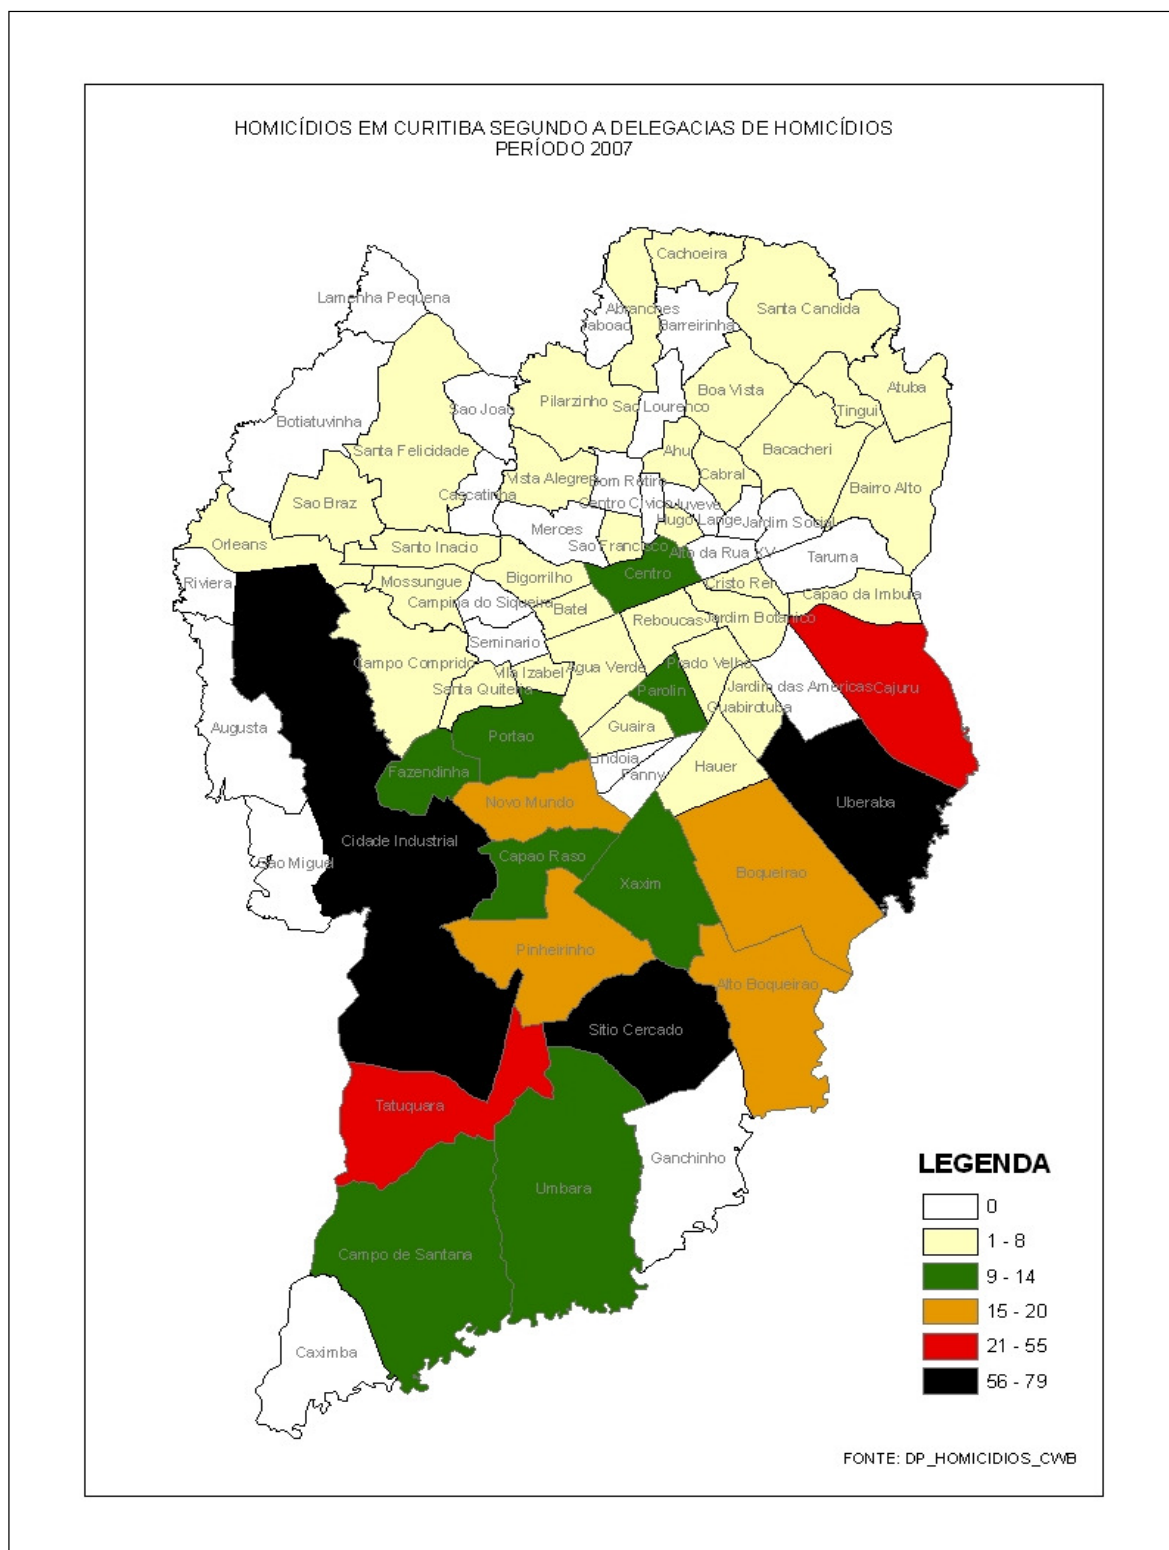 HOMICÍDIOS EM CURITIBA SEGUNDO A DELEGACIAS DE HOMICÍDIOS
PERÍODO 2007
Cachoeira
Lamenha Pequena
Abranches
Santa Candida
Taboao
Barreirinha
Atuba
Boa Vista
Pilarzinho
Sao Lourenco
Sao Joao
Tingui
Botiatuvinha
Santa Felicidade
Ahu
Bacacheri
Vista Alegre
Bom Retiro
Cabral
Bairro Alto
Cascatinha
Sao Braz
Centro Civico
Juveve
Hugo Lange
Jardim Social
Merces
Orleans
Santo Inacio
Sao Francisco
Alto da Rua XV
Taruma
Riviera
Mossungue
Bigorrilho
Centro
Cristo Rei
Capao da Imbuia
Campina do Siqueira
Batel
Reboucas
Jardim Botanico
Seminario
Campo Comprido
Vila Izabel
Agua Verde
Prado Velho
Santa Quiteria
Parolin
Jardim das Americas
Cajuru
Guabirotuba
Augusta
Portao
Guaira
Lindoia
Fanny
Hauer
Fazendinha
Novo Mundo
Uberaba
Cidade Industrial
Sao Miguel
Capao Raso
Xaxim
Boqueirao
Pinheirinho
Alto Boqueirao
Sitio Cercado
Tatuquara
Ganchinho
Umbara
Campo de Santana
Caximba
LEGENDA
0
1 - 8
9 - 14
15 - 20
21 - 55
56 - 79
FONTE: DP_HOMICIDIOS_CWB